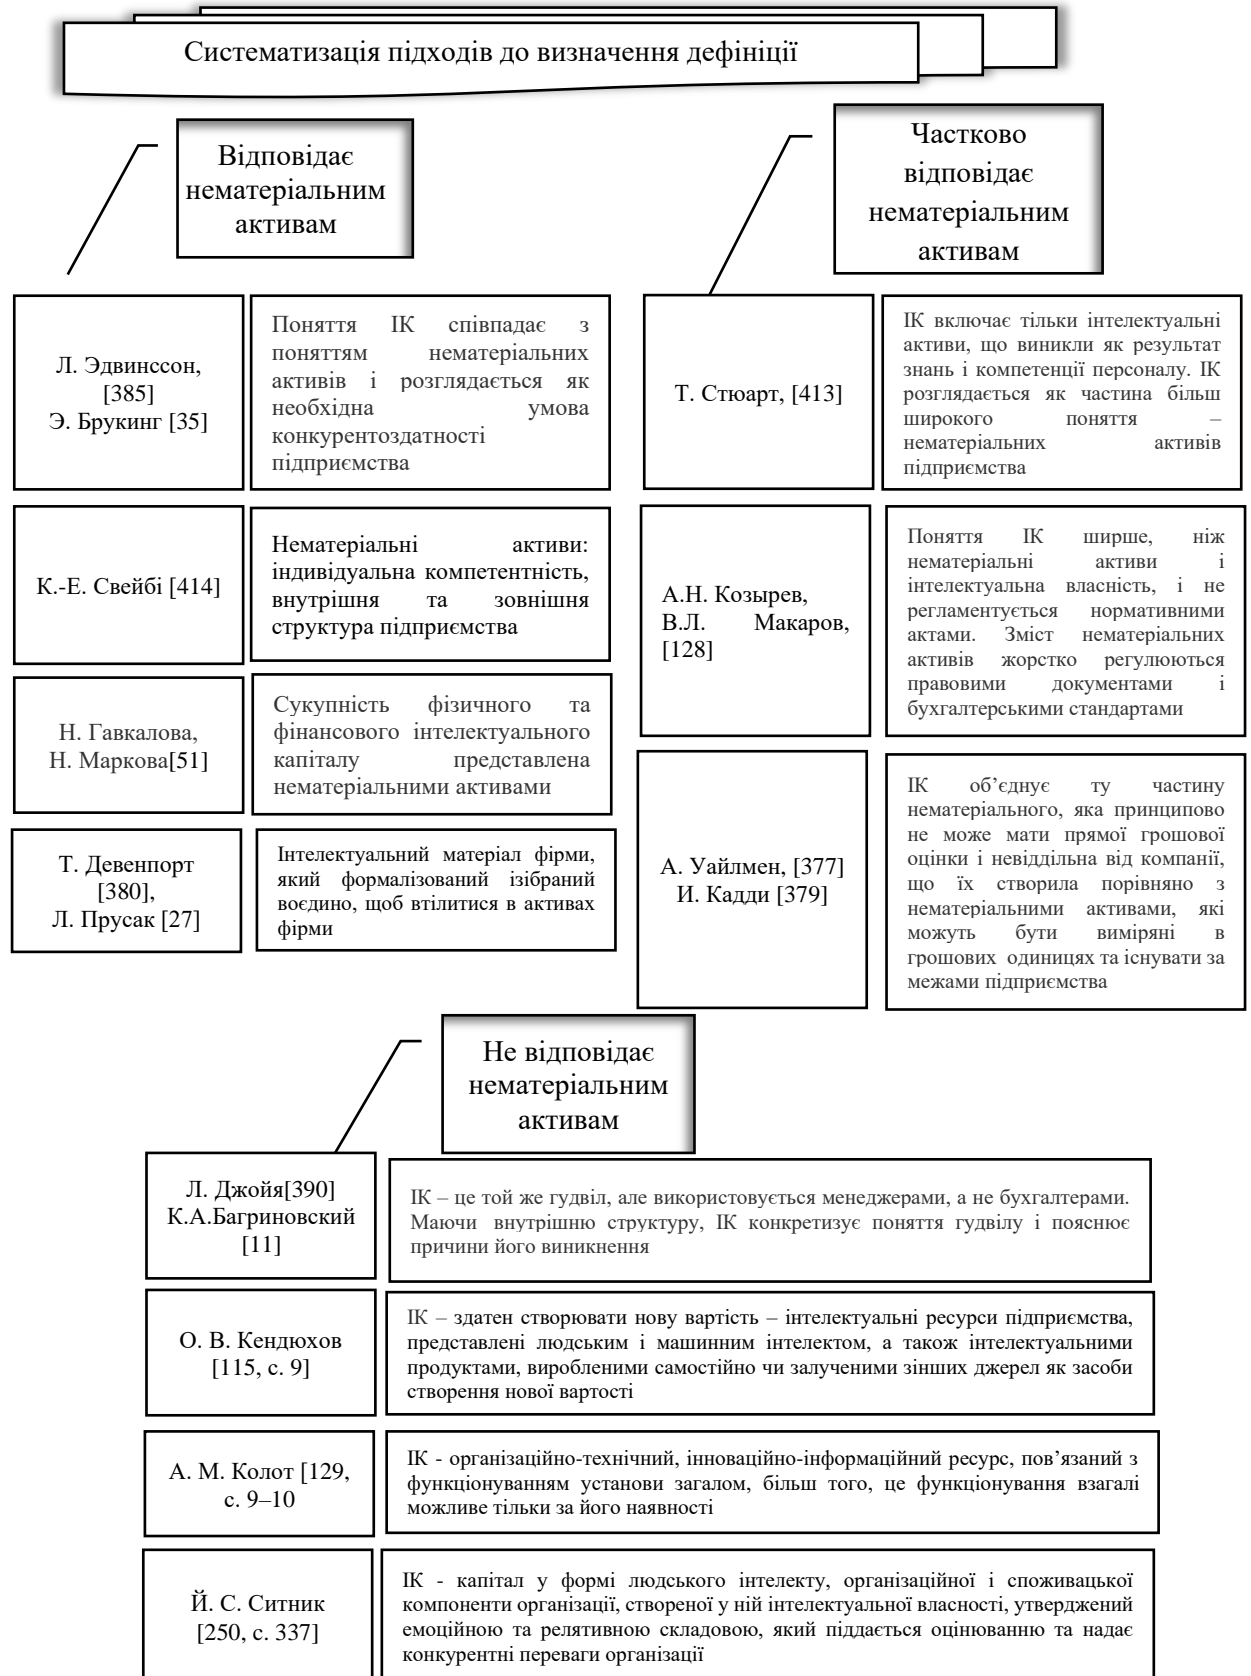 Систематизація підходів до визначення дефініції
Відповідає
нематеріальним
активам
Л. Эдвинссон,
[385]
Э. Брукинг [35]
Поняття ІК співпадає з
поняттям нематеріальних
активів і розглядається як
необхідна умова
конкурентоздатності
підприємства
К.-Е. Свейбі [414]
Нематеріальні активи:
індивідуальна компетентність,
внутрішня та зовнішня
структура підприємства
Н. Гавкалова,
Н. Маркова[51]
Сукупність фізичного та
фінансового інтелектуального
капіталу представлена
нематеріальними активами
Т. Девенпорт
[380],
Л. Прусак [27]
Інтелектуальний матеріал фірми,
який формалізований ізібраний
воєдино, щоб втілитися в активах
фірми
Частково
відповідає
нематеріальним
активам
Т. Стюарт, [413]
ІК включає тільки інтелектуальні
активи, що виникли як результат
знань і компетенції персоналу. ІК
розглядається як частина більш
широкого поняття –
нематеріальних активів
підприємства
А.Н. Козырев,
В.Л. Макаров,
[128]
Поняття ІК ширше, ніж
нематеріальні активи і
інтелектуальна власність, і не
регламентується нормативними
актами. Зміст нематеріальних
активів жорстко регулюються
правовими документами і
бухгалтерськими стандартами
А. Уайлмен, [377]
И. Кадди [379]
ІК об’єднує ту частину
нематеріального, яка принципово
не може мати прямої грошової
оцінки і невіддільна від компанії,
що їх створила порівняно з
нематеріальними активами, які
можуть бути виміряні в
грошових одиницях та існувати за
межами підприємства
Не відповідає
нематеріальним
активам
Л. Джойя[390]
К.А.Багриновский
[11]
ІК – це той же гудвіл, але використовується менеджерами, а не бухгалтерами.
Маючи внутрішню структуру, ІК конкретизує поняття гудвілу і пояснює
причини його виникнення
О. В. Кендюхов
[115, с. 9]
ІК – здатен створювати нову вартість – інтелектуальні ресурси підприємства,
представлені людським і машинним інтелектом, а також інтелектуальними
продуктами, виробленими самостійно чи залученими зінших джерел як засоби
створення нової вартості
А. М. Колот [129,
с. 9–10
ІК - організаційно-технічний, інноваційно-інформаційний ресурс, пов’язаний з
функціонуванням установи загалом, більш того, це функціонування взагалі
можливе тільки за його наявності
Й. С. Ситник
[250, с. 337]
ІК - капітал у формі людського інтелекту, організаційної і споживацької
компоненти організації, створеної у ній інтелектуальної власності, утверджений
емоційною та релятивною складовою, який піддається оцінюванню та надає
конкурентні переваги організації